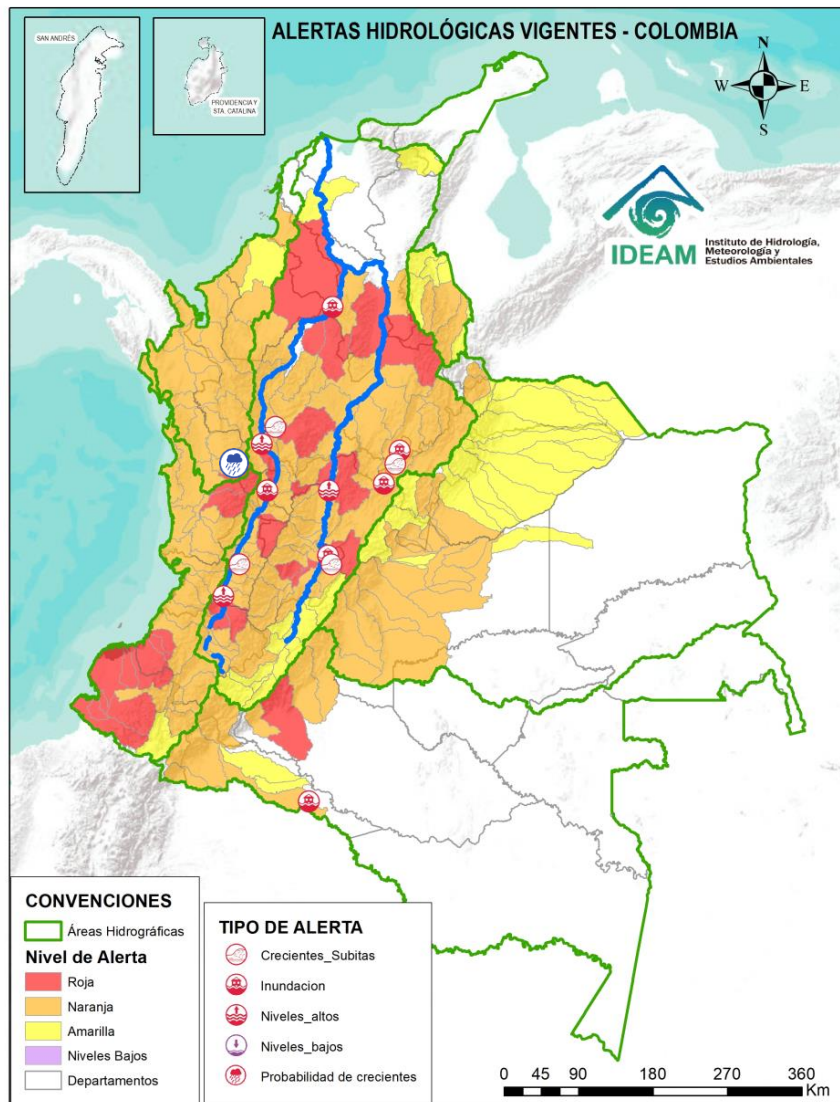 ALERTAS HIDROLÓGICAS VIGENTES - COLOMBIA
SAN ANDRÉS
PROVIDENCIA Y
STA. CATALINA
N
W
E
S
IDEAM
Instituto de Hidrología,
Meteorología y
Estudios Ambientales
CONVENCIONES
Áreas Hidrográficas
Nivel de Alerta
Roja
Naranja
Amarilla
Niveles Bajos
Departamentos
TIPO DE ALERTA
Crecientes_Subitas
Inundacion
Niveles_altos
Niveles_bajos
Probabilidad de crecientes
0 45 90 180 270 360
Km